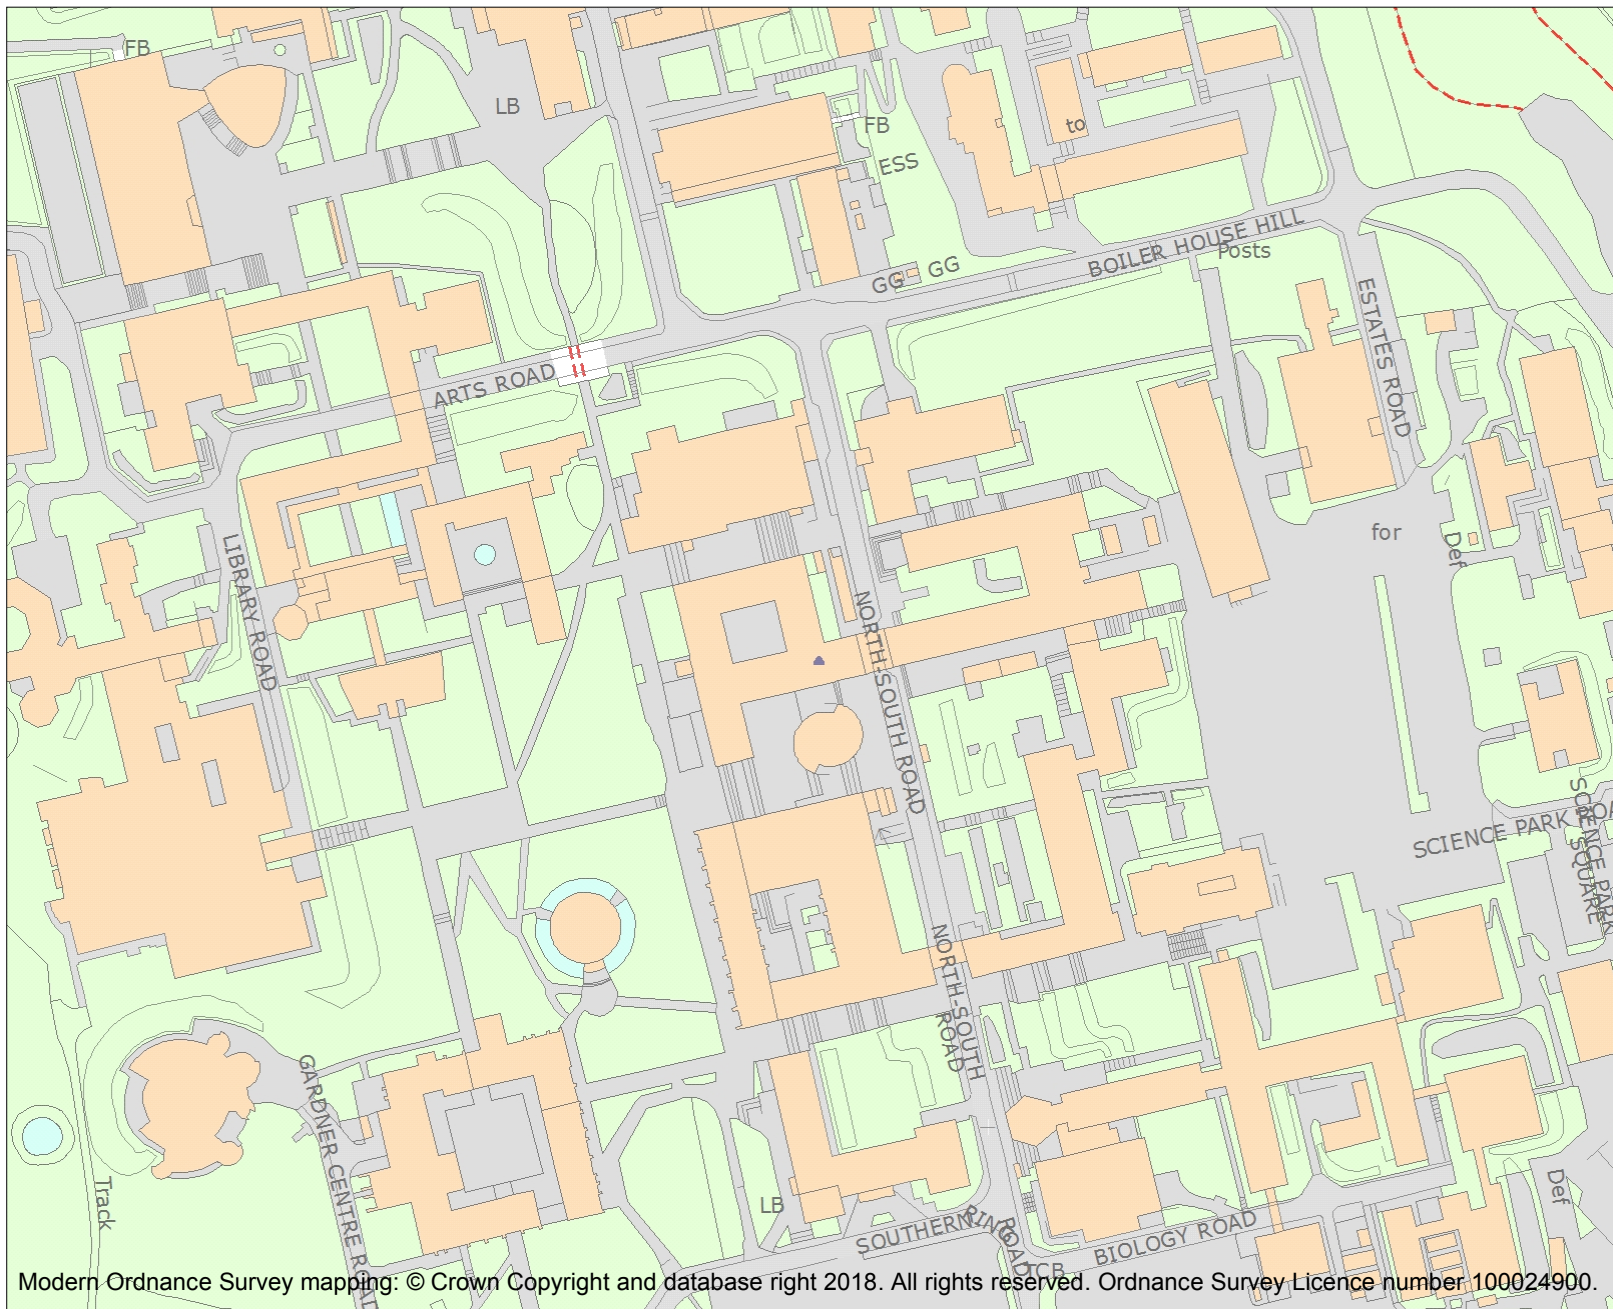 FB
LB
FB
to
ESS
BOILER HOUSE HILL
Posts
GG
GG
ESTATES ROAD
ARTS ROAD
for
Def
LIBRARY ROAD
NORTH-SOUTH ROAD
SCIENCE PARK ROA
SCIENCE PARK
SQUARE
NORTH-SOUTH
ROAD
GARDNER CENTRE ROAD
Track
LB
Def
SOUTHERN RING
ROAD
BIOLOGY ROAD
TCB
Modern Ordnance Survey mapping: © Crown Copyright and database right 2018. All rights reserved. Ordnance Survey Licence number 100024900.